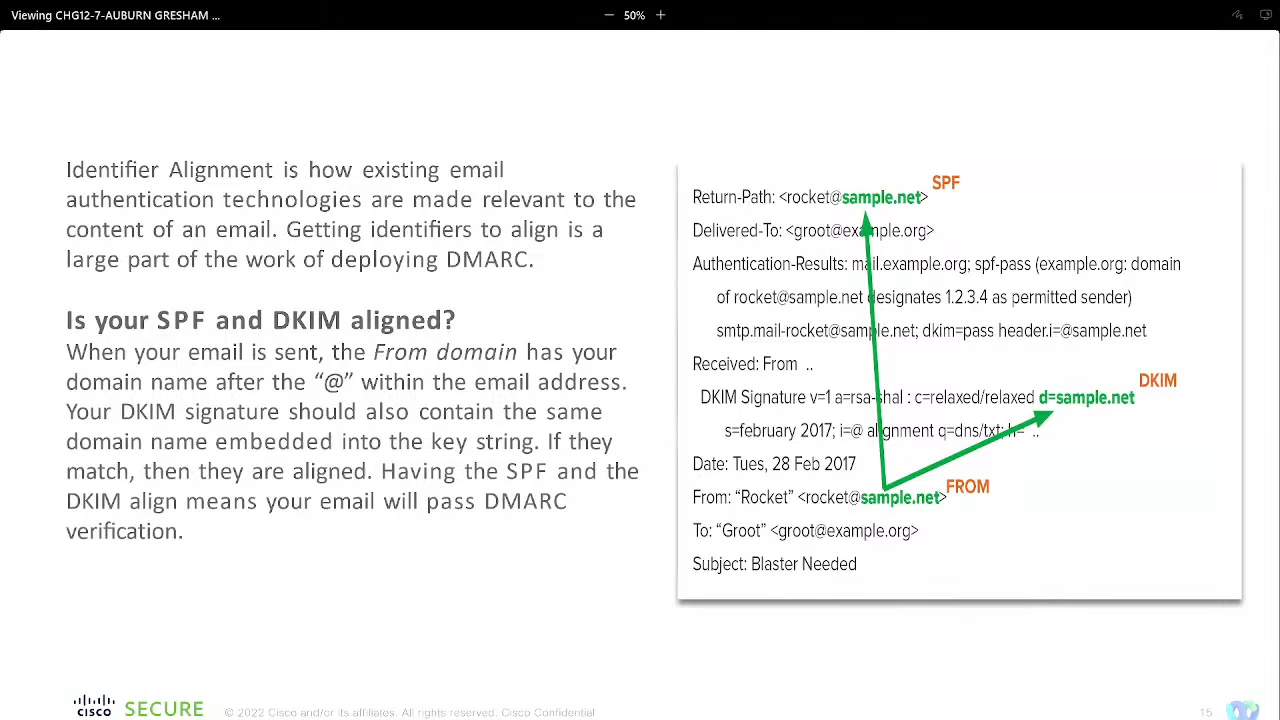 Viewing CHG12-7-AUBURN GRESHAM ...
50%
Identifier Alignment is how existing email
authentication technologies are made relevant to the
content of an email. Getting identifiers to align is a
large part of the work of deploying DMARC.
Is your SPF and DKIM aligned?
When your email is sent, the From domain has your
domain name after the “@” within the email address.
Your DKIM signature should also contain the same
domain name embedded into the key string. If they
match, then they are aligned. Having the SPF and the
DKIM align means your email will pass DMARC
verification.
SPF
Return-Path: <rocket@sample.net>
Delivered-To: <groot@example.org>
Authentication-Results: mail.example.org; spf-pass (example.org: domain
of rocket@sample.net designates 1.2.3.4 as permitted sender)
smtp.mail-rocket@sample.net; dkim=pass header.i=@sample.net
Received: From ..
DKIM
DKIM Signature v=1 a=rsa-shal : c=relaxed/relaxed d=sample.net
s=february 2017; i=@ alignment q=dns/txt; h= ..
Date: Tues, 28 Feb 2017
From: “Rocket” <rocket@sample.net> FROM
To: “Groot” <groot@example.org>
Subject: Blaster Needed
CISCO SECURE
© 2022 Cisco and/or its affiliates. All rights reserved. Cisco Confidential
15